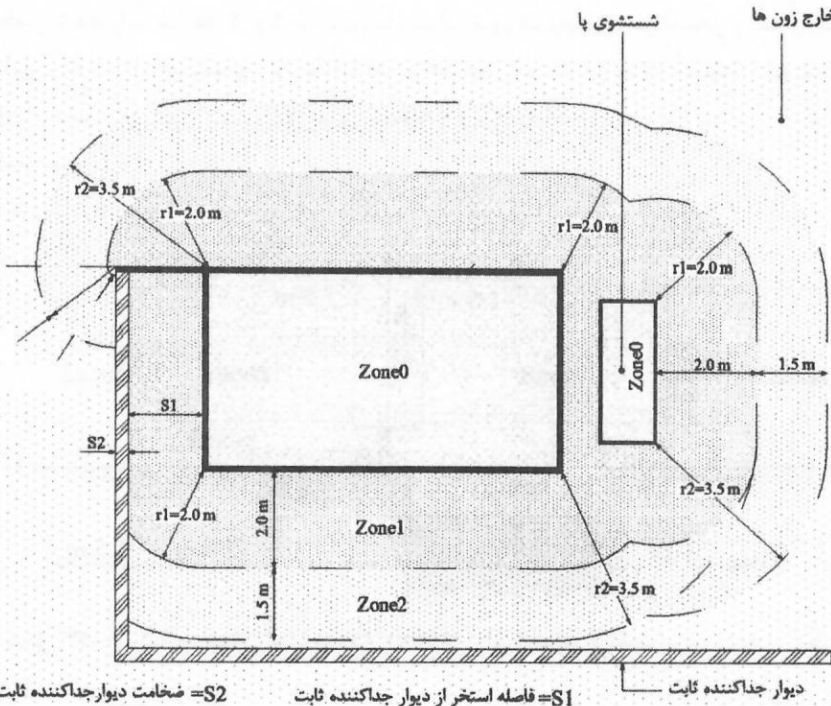 خارج زون ها
شستشوی پا
r2=3.5 m
r1=2.0 m
r1=2.0 m
r1=2.0 m
Zone0
Zone0
2.0 m
1.5 m
S1
S2
r1=2.0 m
2.0 m
Zone1
r2=3.5 m
1.5 m
Zone2
r2=3.5 m
دیوار جداکننده ثابت
S1= فاصله استخر از دیوار جداکننده ثابت
S2= ضخامت دیوارجداکننده ثابت